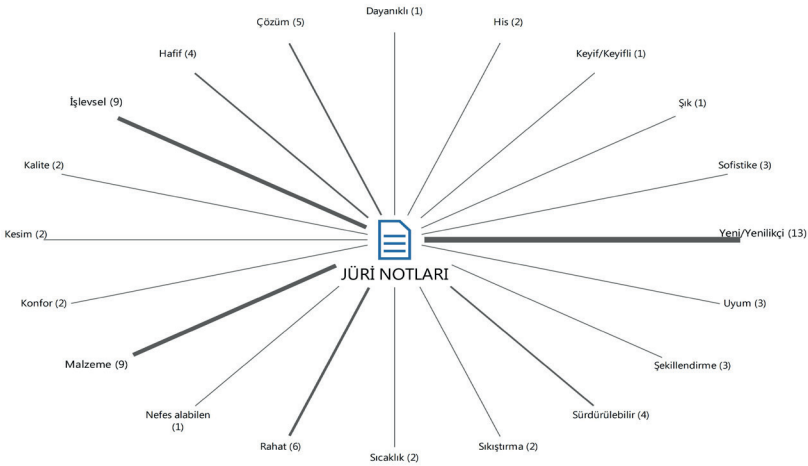 Dayanıklı (1)
His (2)
Çözüm (5)
Keyif/Keyifli (1)
Hafif (4)
Şık (1)
İşlevsel (9)
Sofistike (3)
Kalite (2)
Yeni/Yenilikçi (13)
Kesim (2)
JÜRİ NOTLARI
Konfor (2)
Uyum (3)
Malzeme (9)
Şekillendirme (3)
Nefes alabilen
(1)
Sürdürülebilir (4)
Rahat (6)
Sıkıştırma (2)
Sıcaklık (2)